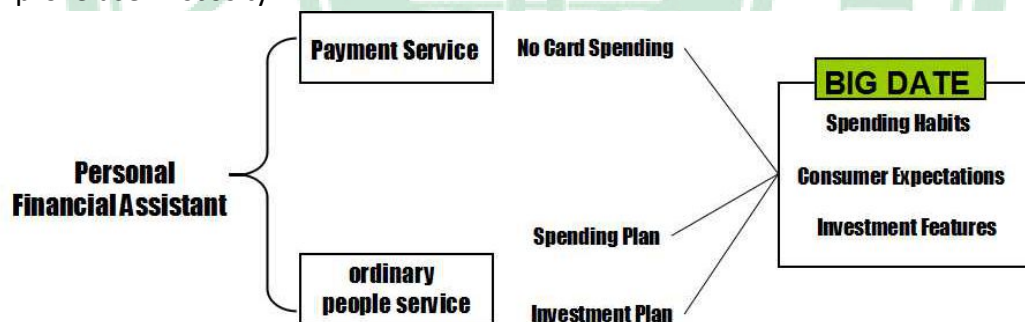 Payment Service
No Card Spending
BIG DATE
Spending Habits
Personal
Financial Assistant
Consumer Expectations
Spending Plan
Investment Features
ordinary
people service
Investment Plan